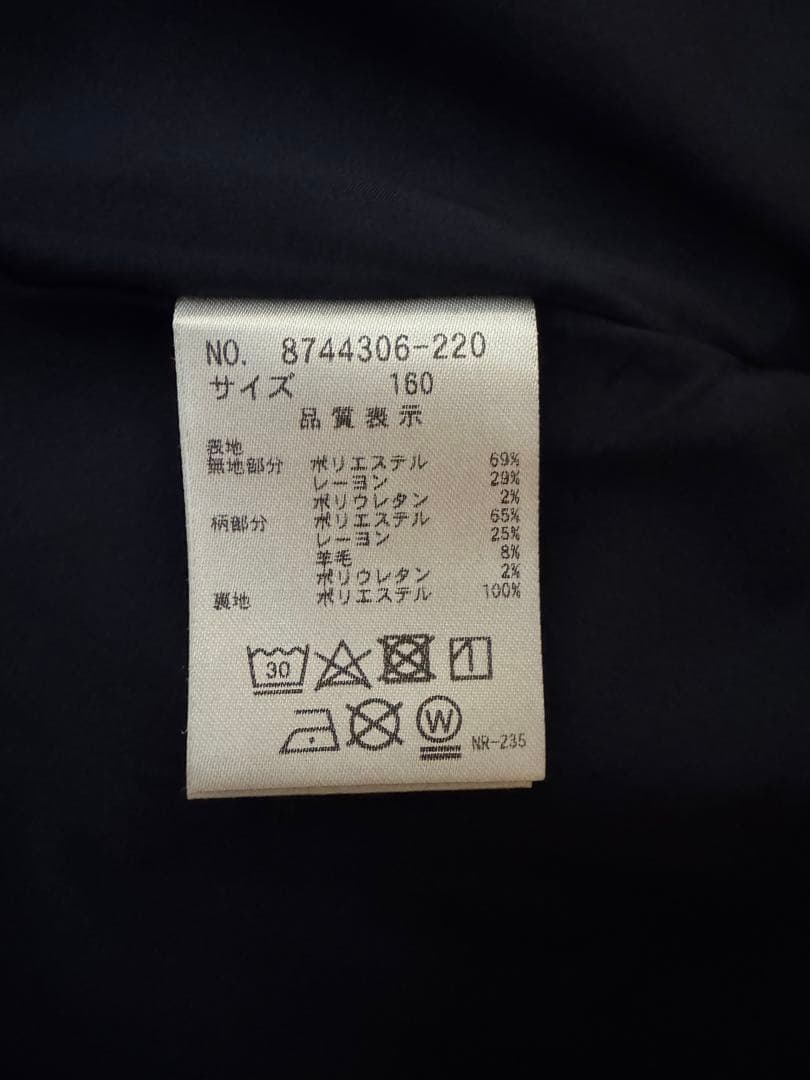 NO. 8744306-220
サイズ 160
品質表示
表地
無地部分 ポリエステル 69%
レーヨン 29%
ポリウレタン 2%
柄部分 ポリエステル 65%
レーヨン 25%
羊毛 8%
ポリウレタン 2%
裏地 ポリエステル 100%
30
W NR-235